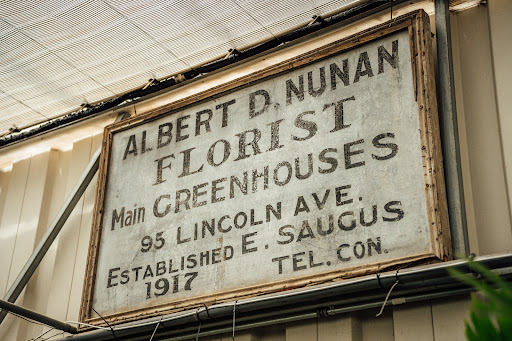 ALBERT D. NUNAN
FLORIST
Main GREENHOUSES
95 LINCOLN AVE.
ESTABLISHED E. SAUGUS
1917 TEL. CON.